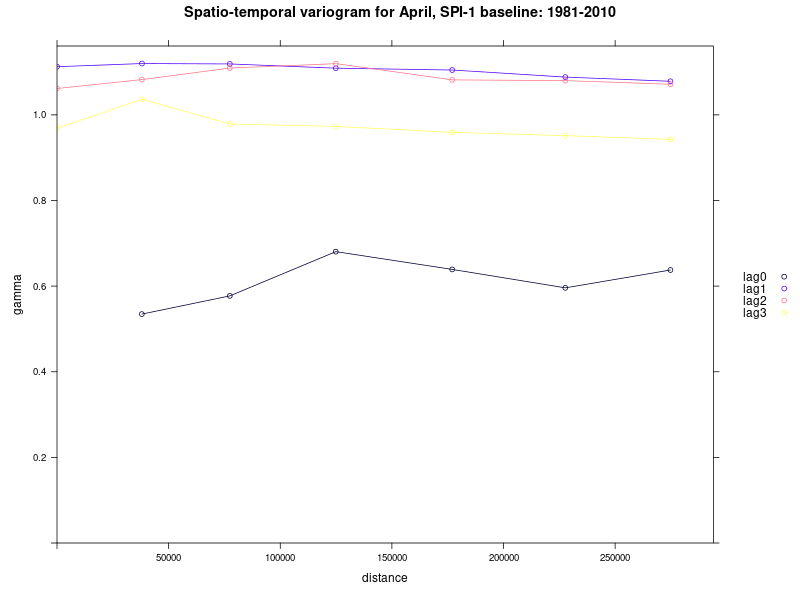 Spatio-temporal variogram for April, SPI-1 baseline: 1981-2010
1.0
0.8
0.6
0.4
0.2
gamma
50000 100000 150000 200000 250000
distance
lag0
lag1
lag2
lag3